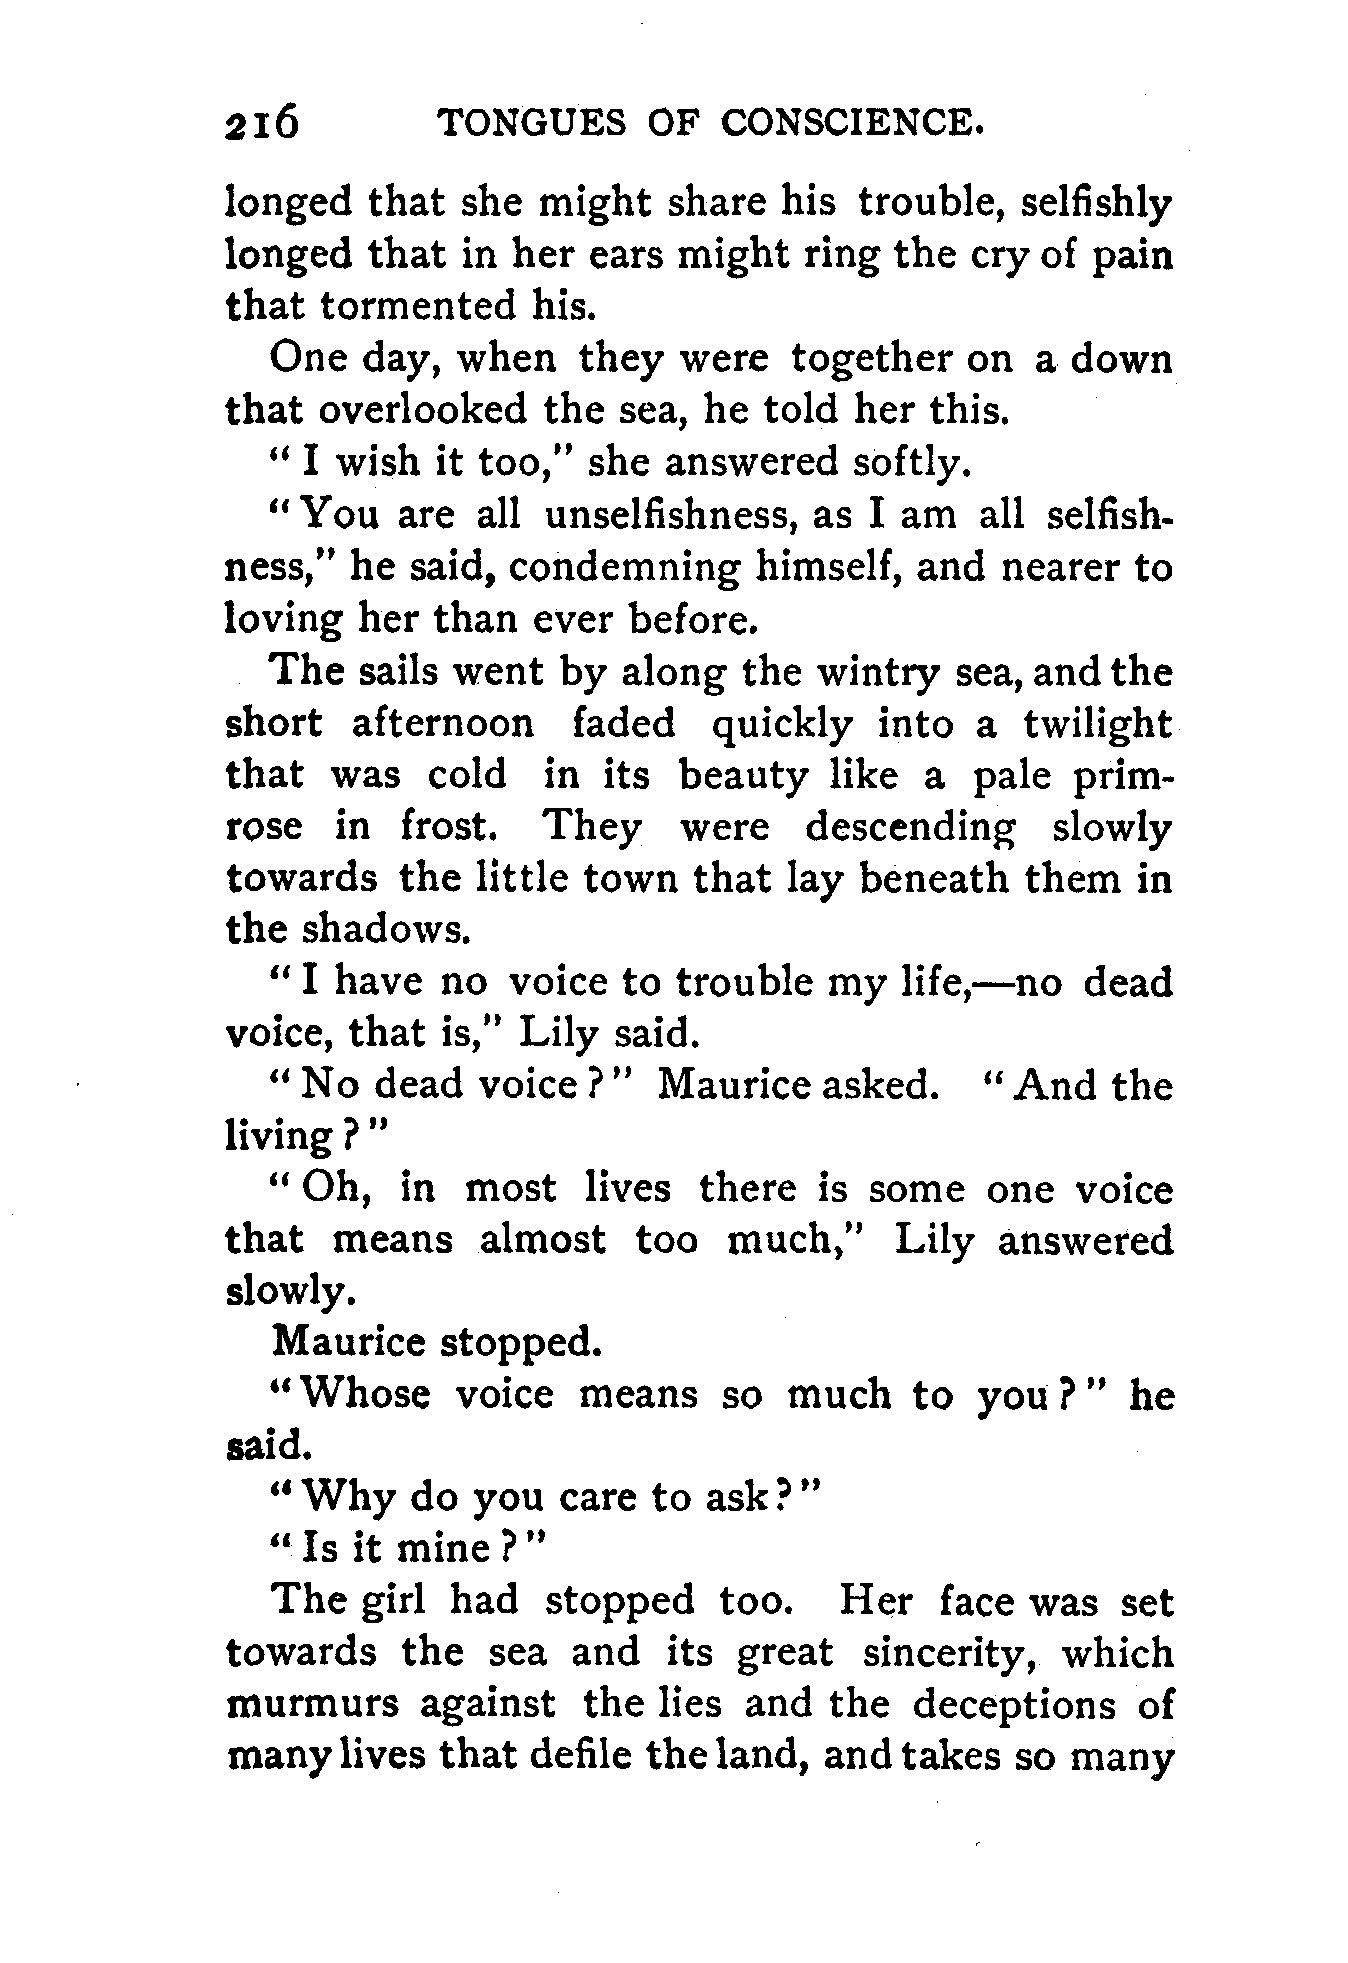 216 TONGUES OF CONSCIENCE.
longed that she might share his trouble, selfishly
longed that in her ears might ring the cry of pain
that tormented his.
One day, when they were together on a down
that overlooked the sea, he told her this.
" I wish it too," she answered softly.
" You are all unselfishness, as I am all selfish-
ness," he said, condemning himself, and nearer to
loving her than ever before.
The sails went by along the wintry sea, and the
short afternoon faded quickly into a twilight
that was cold in its beauty like a pale prim-
rose in frost. They were descending slowly
towards the little town that lay beneath them in
the shadows.
" I have no voice to trouble my life,—no dead
voice, that is," Lily said.
" No dead voice ? " Maurice asked. " And the
living ? "
" Oh, in most lives there is some one voice
that means almost too much," Lily answered
slowly.
Maurice stopped.
" Whose voice means so much to you ? " he
said.
" Why do you care to ask ? "
" Is it mine ? "
The girl had stopped too. Her face was set
towards the sea and its great sincerity, which
murmurs against the lies and the deceptions of
many lives that defile the land, and takes so many